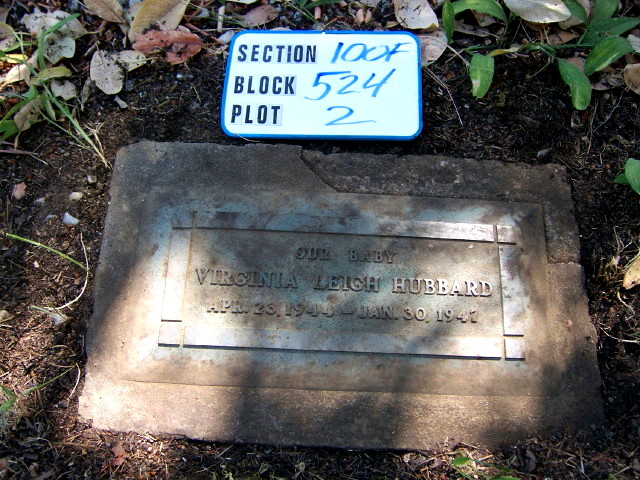 SECTION 100F
BLOCK 524
PLOT 2
OUR BABY
VIRGINIA LEIGH HUBBARD
APR. 23, 1944 – JAN. 30, 1947